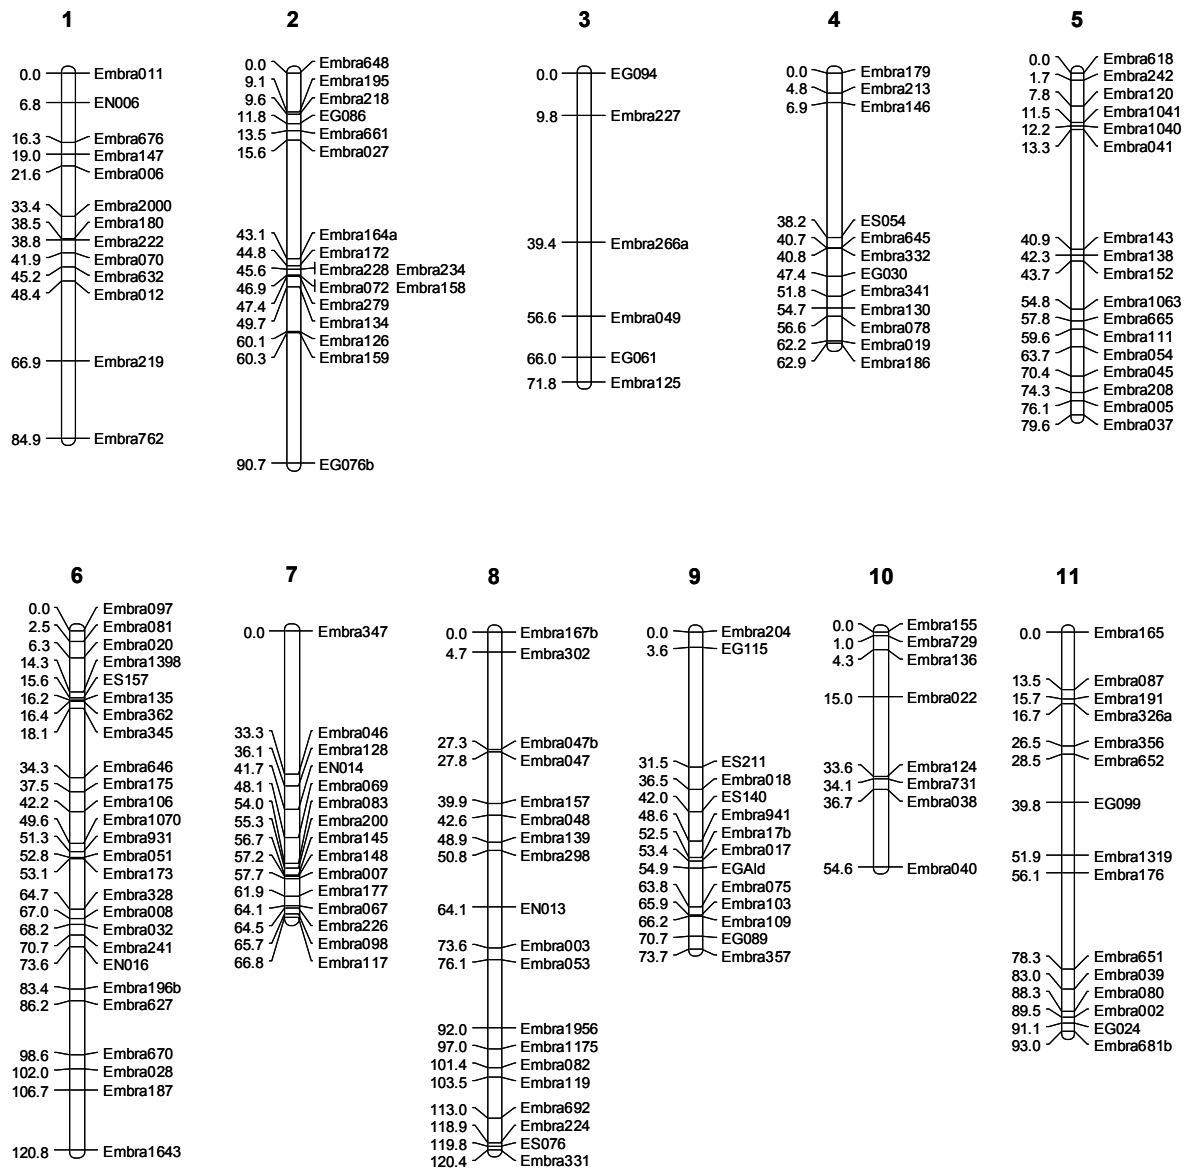 1
0.0 Embra011
6.8 EN006
16.3 Embra676
19.0 Embra147
21.6 Embra006
33.4 Embra2000
38.5 Embra180
38.8 Embra222
41.9 Embra070
45.2 Embra632
48.4 Embra012
66.9 Embra219
84.9 Embra762
2
0.0 Embra648
9.1 Embra195
9.6 Embra218
11.8 EG086
13.5 Embra661
15.6 Embra027
43.1 Embra164a
44.8 Embra172
45.6 Embra228 Embra234
46.9 Embra072 Embra158
47.4 Embra279
49.7 Embra134
60.1 Embra126
60.3 Embra159
90.7 EG076b
3
0.0 EG094
9.8 Embra227
39.4 Embra266a
56.6 Embra049
66.0 EG061
71.8 Embra125
4
0.0 Embra179
4.8 Embra213
6.9 Embra146
38.2 ES054
40.7 Embra645
40.8 Embra332
47.4 EG030
51.8 Embra341
54.7 Embra130
56.6 Embra078
62.2 Embra019
62.9 Embra186
5
0.0 Embra618
1.7 Embra242
7.8 Embra120
11.5 Embra1041
12.2 Embra1040
13.3 Embra041
40.9 Embra143
42.3 Embra138
43.7 Embra152
54.8 Embra1063
57.8 Embra665
59.6 Embra111
63.7 Embra054
70.4 Embra045
74.3 Embra208
76.1 Embra005
79.6 Embra037
6
0.0 Embra097
2.5 Embra081
6.3 Embra020
14.3 Embra1398
15.6 ES157
16.2 Embra135
16.4 Embra362
18.1 Embra345
34.3 Embra646
37.5 Embra175
42.2 Embra106
49.6 Embra1070
51.3 Embra931
52.8 Embra051
53.1 Embra173
64.7 Embra328
67.0 Embra008
68.2 Embra032
70.7 Embra241
73.6 EN016
83.4 Embra196b
86.2 Embra627
98.6 Embra670
102.0 Embra028
106.7 Embra187
120.8 Embra1643
7
0.0 Embra347
33.3 Embra046
36.1 Embra128
41.7 EN014
48.1 Embra069
54.0 Embra083
55.3 Embra200
56.7 Embra145
57.2 Embra148
57.7 Embra007
61.9 Embra177
64.1 Embra067
64.5 Embra226
65.7 Embra098
66.8 Embra117
8
0.0 Embra167b
4.7 Embra302
27.3 Embra047b
27.8 Embra047
39.9 Embra157
42.6 Embra048
48.9 Embra139
50.8 Embra298
64.1 EN013
73.6 Embra003
76.1 Embra053
92.0 Embra1956
97.0 Embra1175
101.4 Embra082
103.5 Embra119
113.0 Embra692
118.9 Embra224
119.8 ES076
120.4 Embra331
9
0.0 Embra204
3.6 EG115
31.5 ES211
36.5 Embra018
42.0 ES140
48.6 Embra941
52.5 Embra17b
53.4 Embra017
54.9 EGAld
63.8 Embra075
65.9 Embra103
66.2 Embra109
70.7 EG089
73.7 Embra357
10
0.0 Embra155
1.0 Embra729
4.3 Embra136
15.0 Embra022
33.6 Embra124
34.1 Embra731
36.7 Embra038
54.6 Embra040
11
0.0 Embra165
13.5 Embra087
15.7 Embra191
16.7 Embra326a
26.5 Embra356
28.5 Embra652
39.8 EG099
51.9 Embra1319
56.1 Embra176
78.3 Embra651
83.0 Embra039
88.3 Embra080
89.5 Embra002
91.1 EG024
93.0 Embra681b